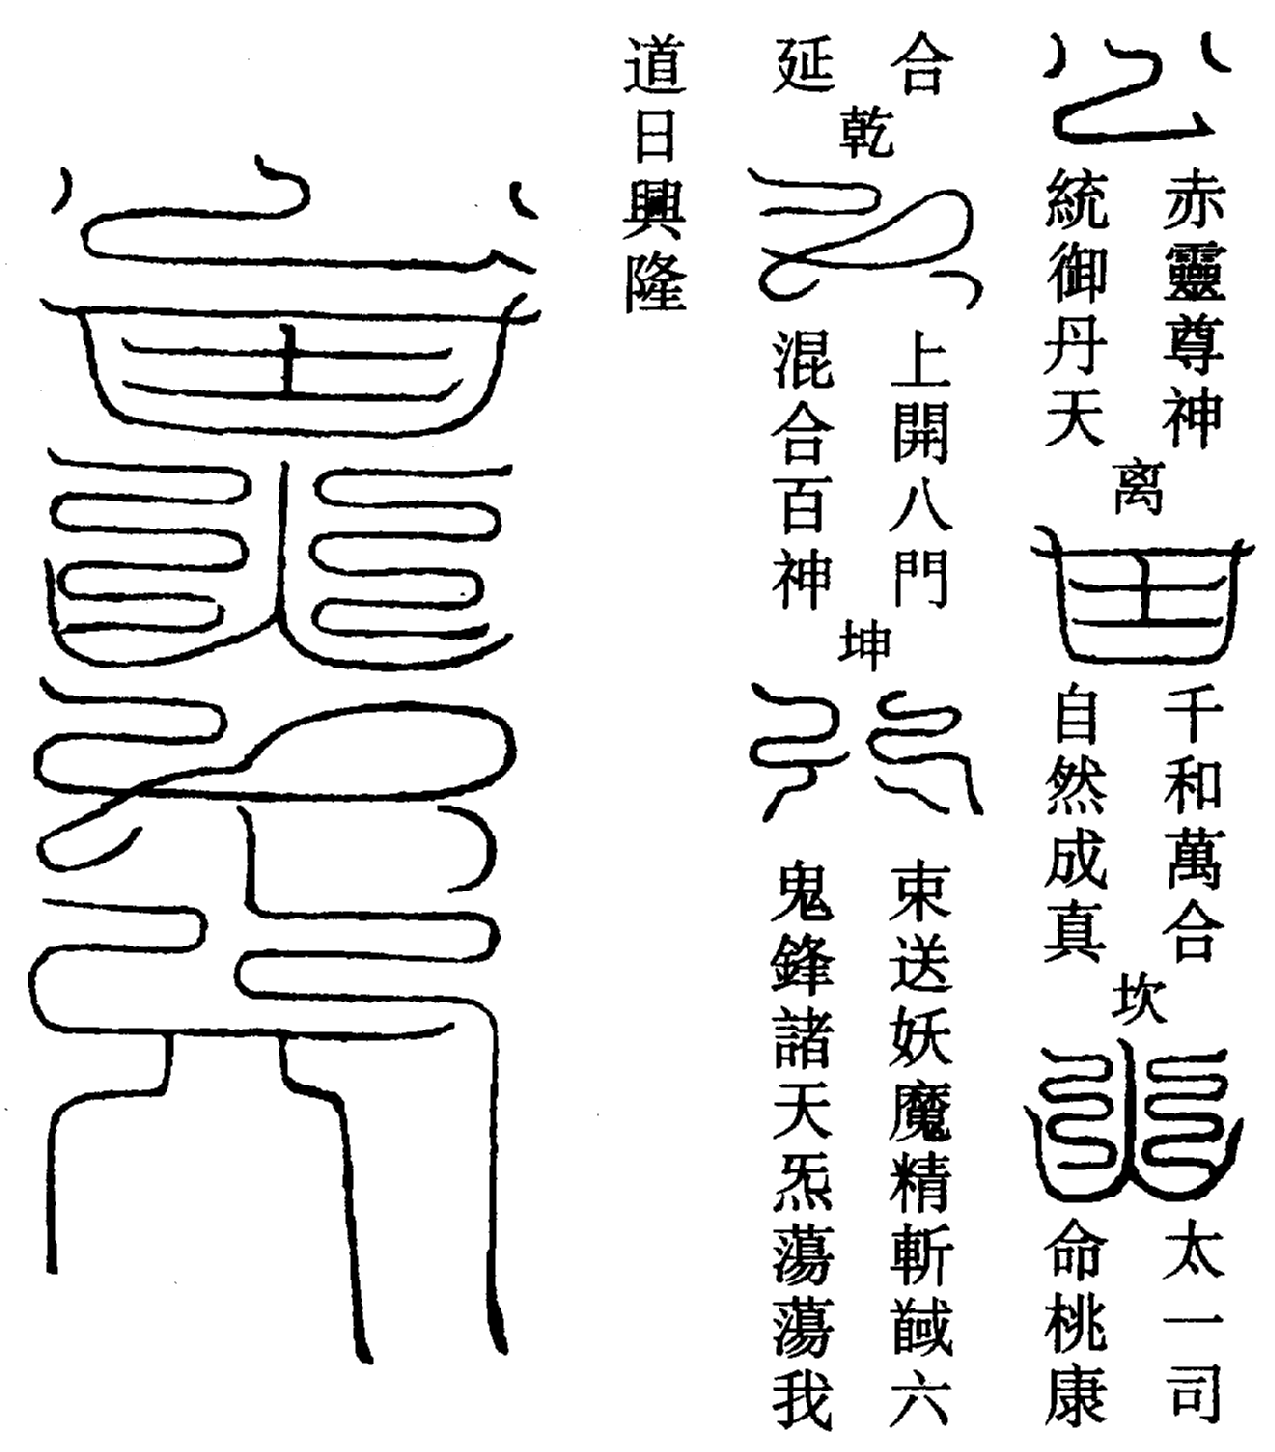 赤靈尊神
統御丹天
离
千和萬合
自然成真
坎
太一司
命桃康
合
延
乾
上開八門
混合百神
坤
束送妖魔精斬馘六
鬼鋒諸天炁蕩蕩我
道日興隆